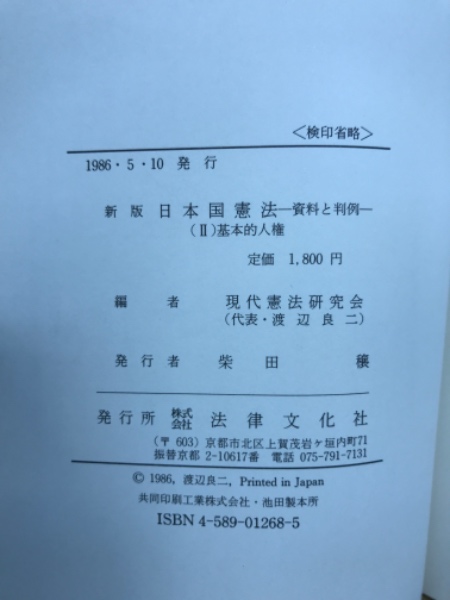 〈検印省略〉
1986・5・10 発行
新版 日本国憲法―資料と判例―
(Ⅱ)基本的人権
定価 1,800円
編者 現代憲法研究会
(代表・渡辺良二)
発行者 柴田穣
発行所 株式会社 法律文化社
(〒603)京都市北区上賀茂岩ヶ垣内町71
振替京都2-10617番 電話 075-791-7131
© 1986, 渡辺良二, Printed in Japan
共同印刷工業株式会社・池田製本所
ISBN 4-589-01268-5